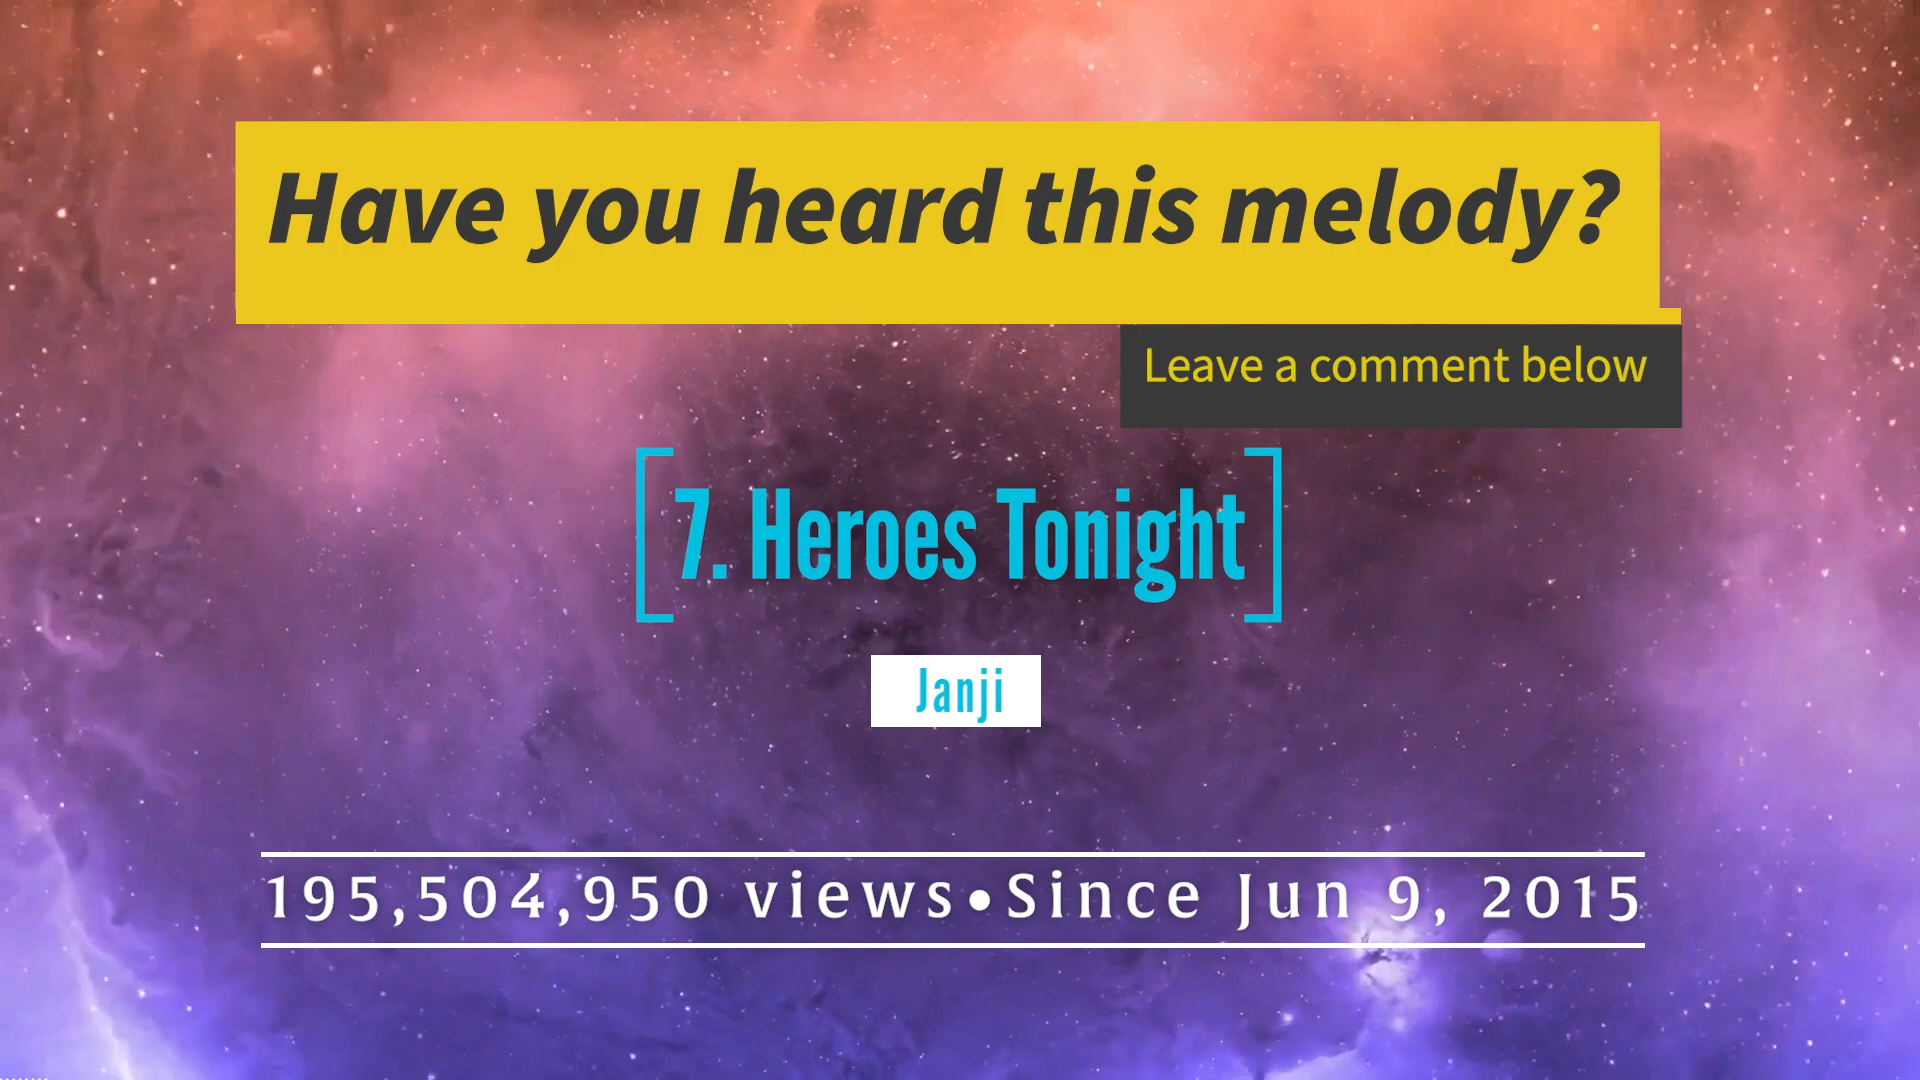 Have you heard this melody?
Leave a comment below
7. Heroes Tonight
Janji
195,504,950 views•Since Jun 9, 2015